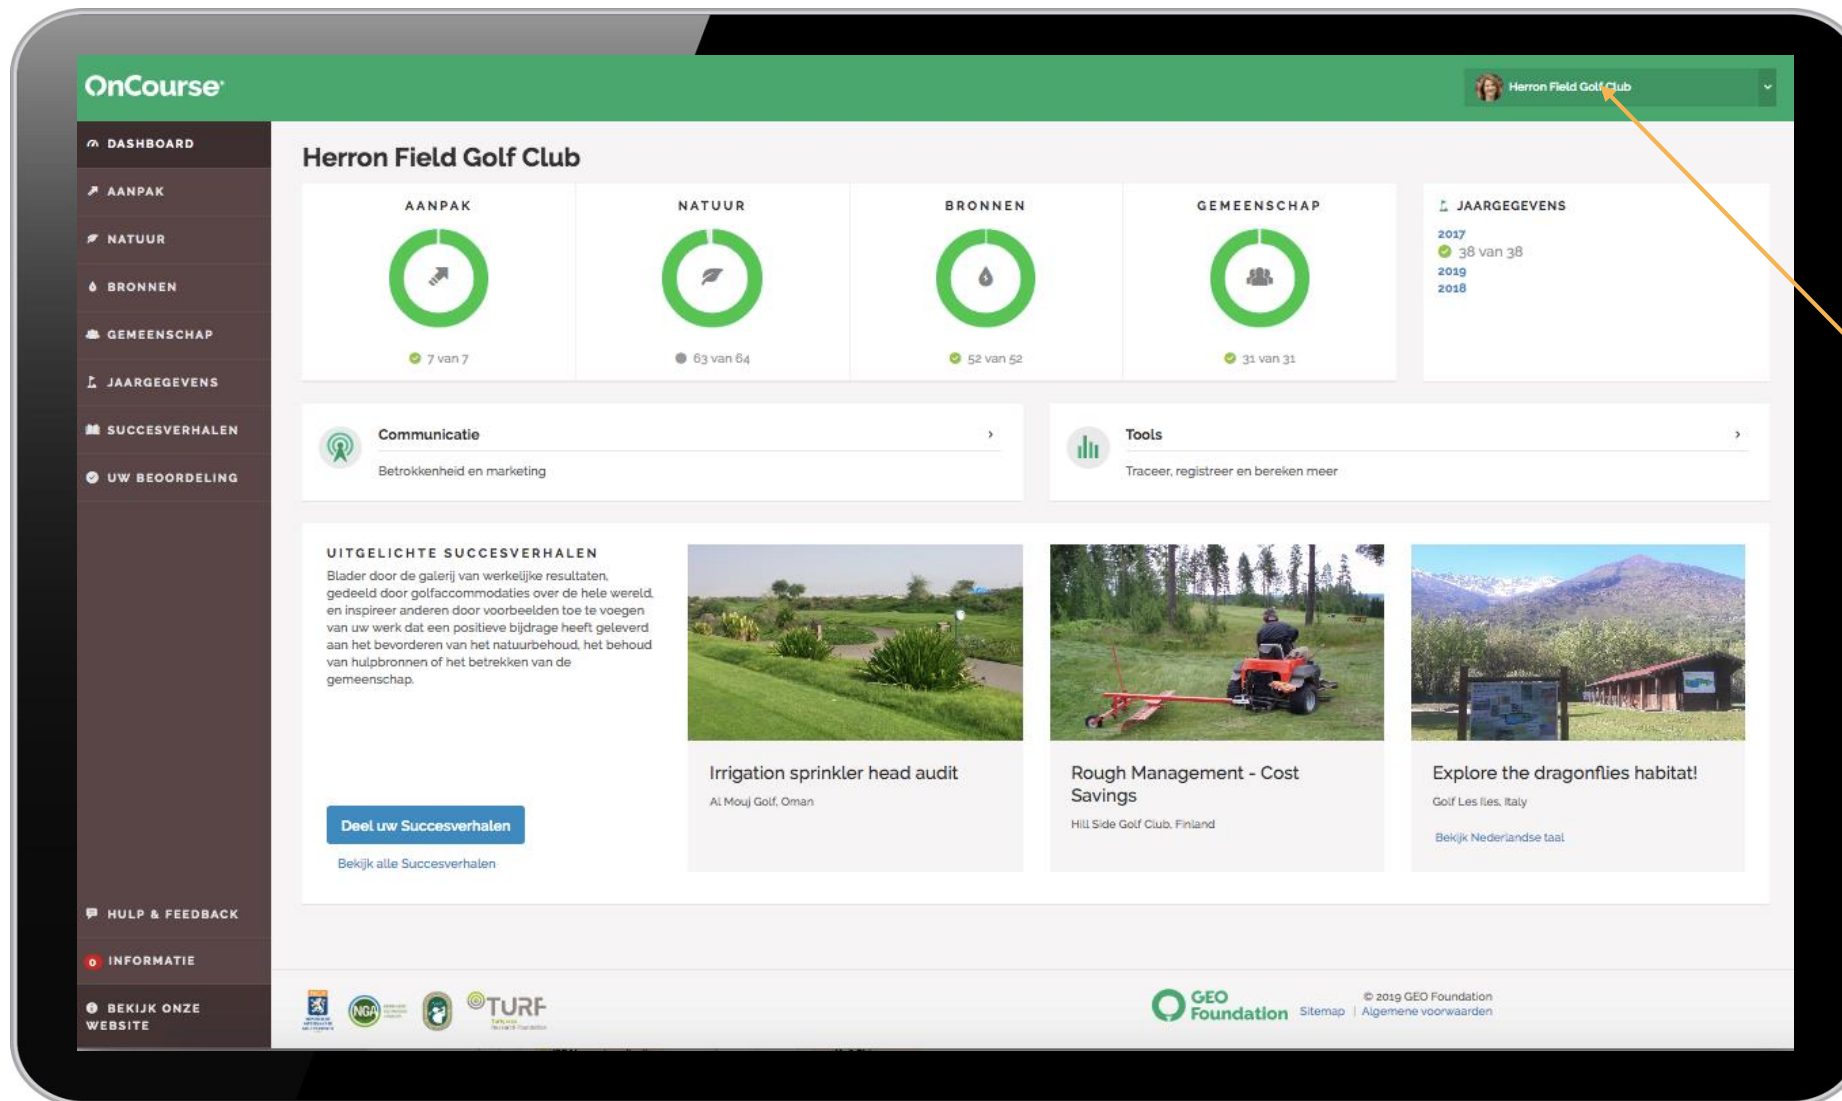 OnCourse
Herron Field Golf Club
DASHBOARD
AANPAK
NATUUR
BRONNEN
GEMEENSCHAP
JAARGEGEVENS
SUCCESVERHALEN
UW BEOORDELING
HULP & FEEDBACK
0 INFORMATIE
BEKIJK ONZE
WEBSITE
Herron Field Golf Club
AANPAK
7 van 7
NATUUR
63 van 64
BRONNEN
52 van 52
GEMEENSCHAP
31 van 31
JAARGEGEVENS
2017
38 van 38
2019
2018
Communicatie
Betrokkenheid en marketing
Tools
Traceer, registreer en bereken meer
UITGELICHTE SUCCESVERHALEN
Blader door de galerij van werkelijke resultaten,
gedeeld door golfaccommodaties over de hele wereld,
en inspireer anderen door voorbeelden toe te voegen
van uw werk dat een positieve bijdrage heeft geleverd
aan het bevorderen van het natuurbehoud, het behoud
van hulpbronnen of het betrekken van de
gemeenschap.
Deel uw Succesverhalen
Bekijk alle Succesverhalen
Irrigation sprinkler head audit
Al Mouj Golf, Oman
Rough Management - Cost
Savings
Hill Side Golf Club, Finland
Explore the dragonflies habitat!
Golf Les Iles, Italy
Bekijk Nederlandse taal
NGA
TURF
GEO
Foundation
Sitemap | Algemene voorwaarden
© 2019 GEO Foundation